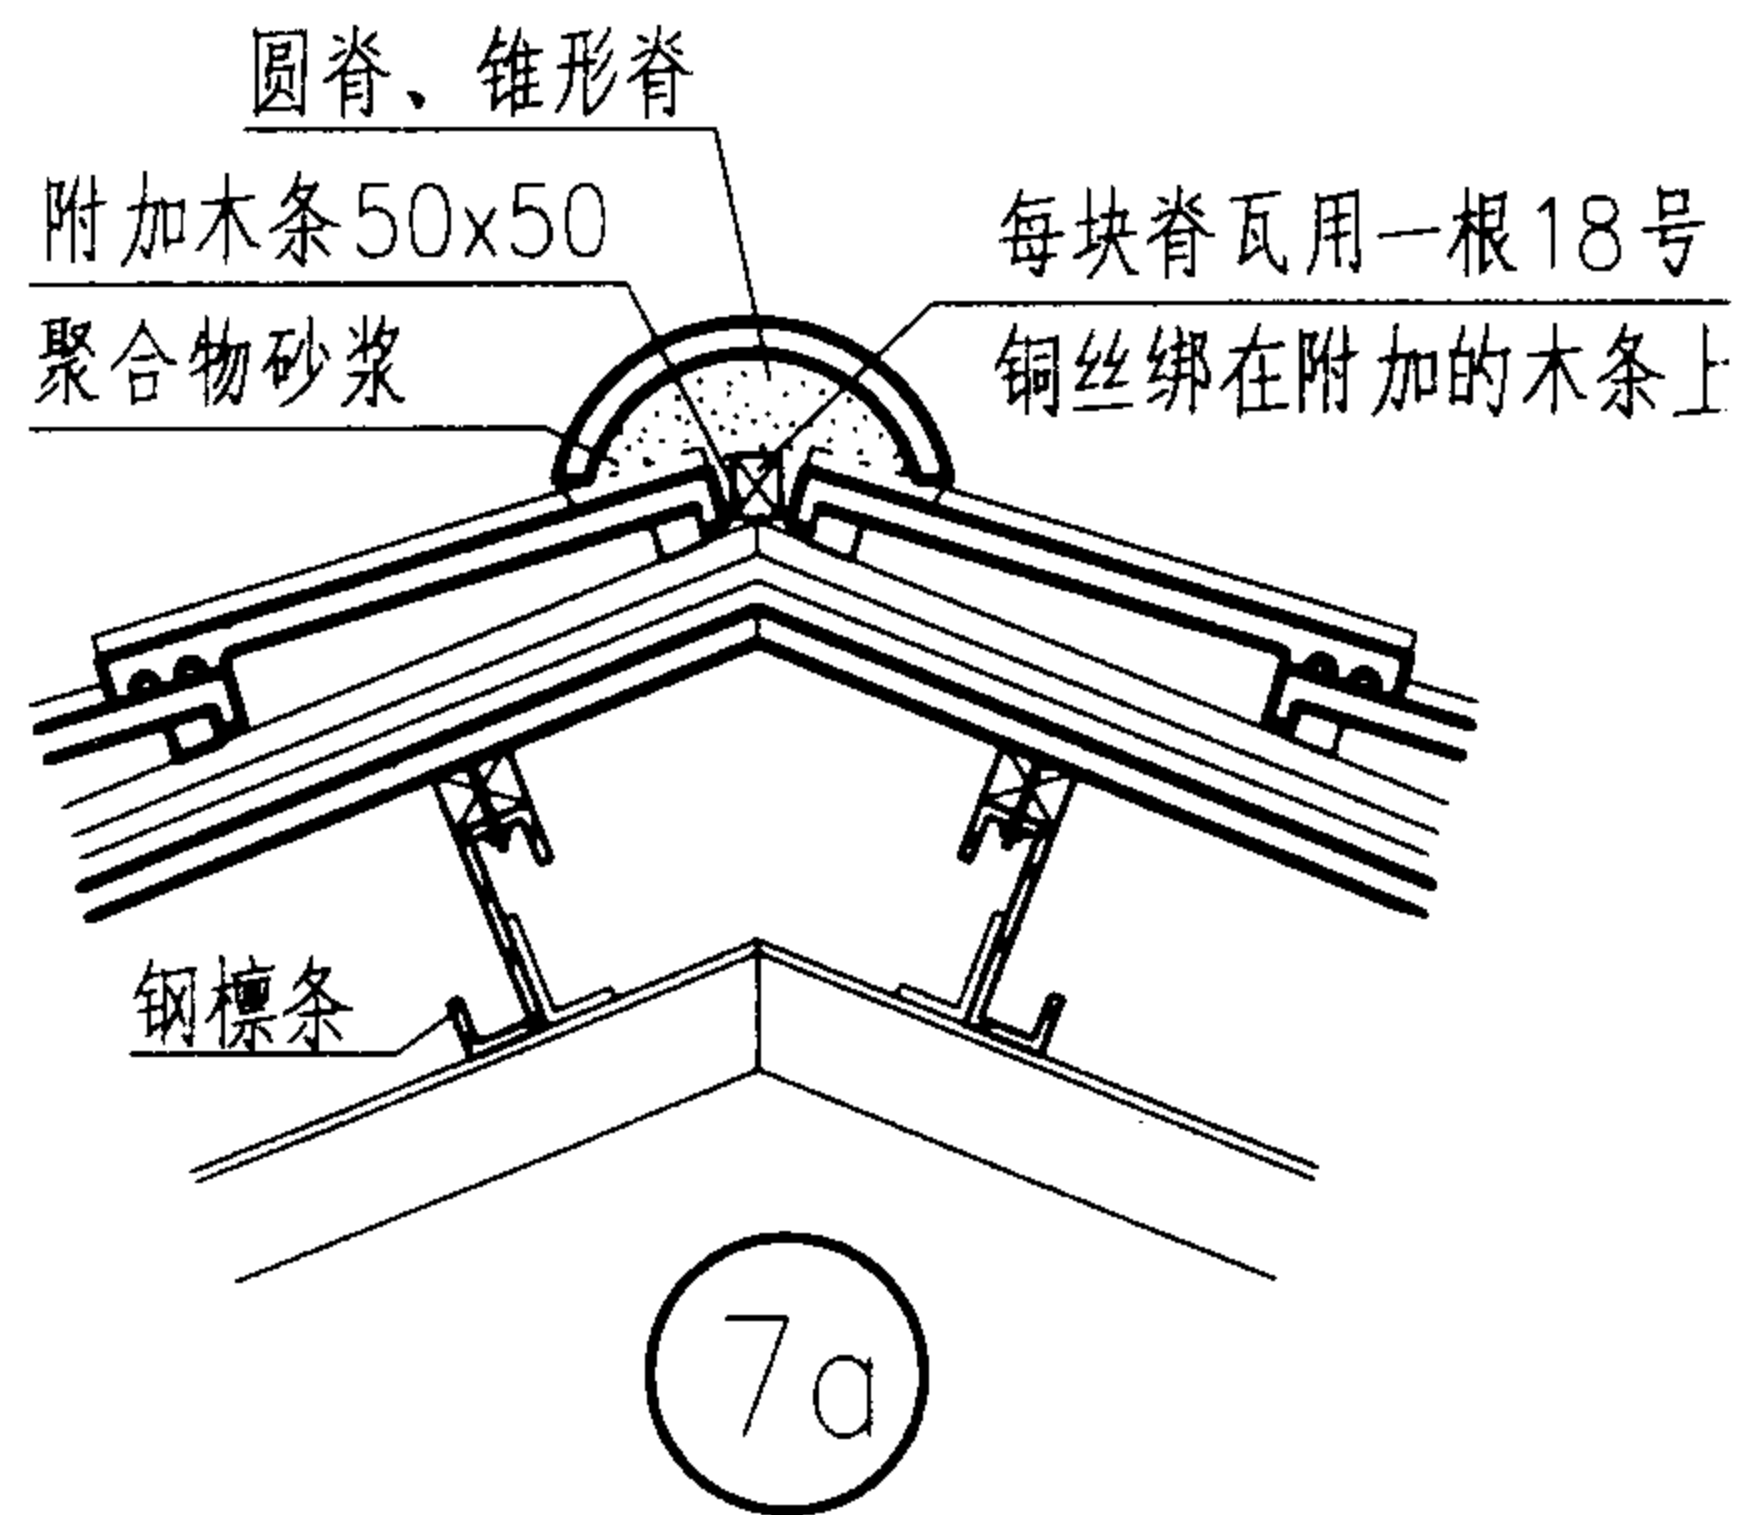 圆脊、锥形脊
附加木条50x50
聚合物砂浆
每块脊瓦用一根18号
铜丝绑在附加的木条上
钢檩条
7a